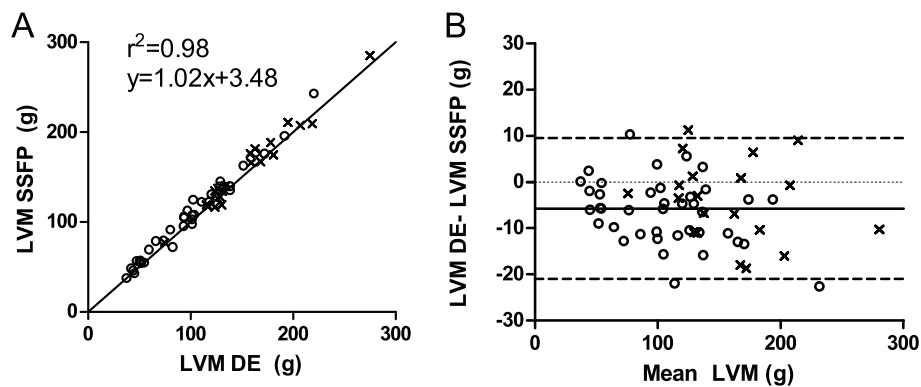 A
r²=0.98
y=1.02x+3.48
300
200
100
0
LVM SSFP (g)
0 100 200 300
LVM DE (g)
B
30
20
10
0
-10
-20
-30
LVM DE- LVM SSFP (g)
0 100 200 300
Mean LVM (g)